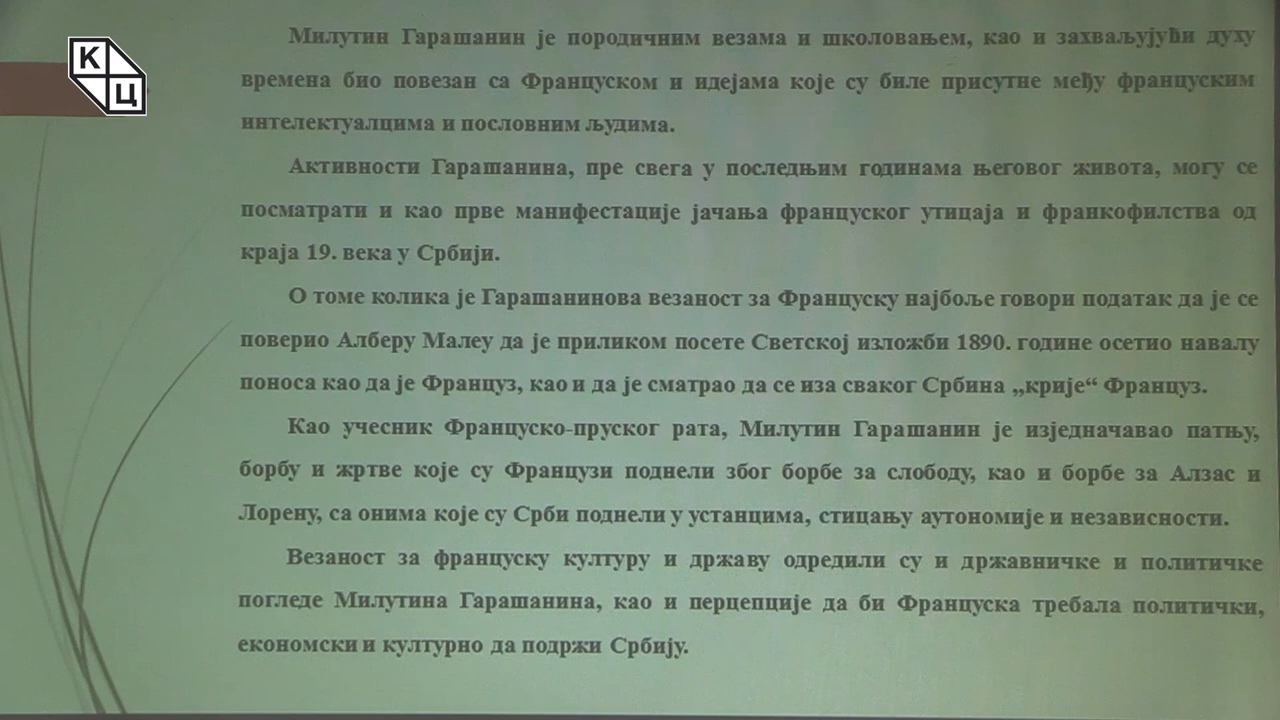 К
Ц
Милутин Гарашанин је породичним везама и школовањем, као и захваљујући духу
времена био повезан са Француском и идејама које су биле присутне међу француским
интелектуалцима и пословним људима.
Активности Гарашанина, пре свега у последњим годинама његовог живота, могу се
посматрати и као прве манифестације јачања француског утицаја и франкофилства од
краја 19. века у Србији.
О томе колика је Гарашанинова везаност за Француску најбоље говори податак да је се
поверио Алберу Малеу да је приликом посете Светској изложби 1890. године осетио навалу
поноса као да је Француз, као и да је сматрао да се иза сваког Србина „крије“ Француз.
Као учесник Француско-пруског рата, Милутин Гарашанин је изједначавао патњу,
борбу и жртве које су Французи поднели због борбе за слободу, као и борбе за Алзас и
Лорену, са онима које су Срби поднели у устанцима, стицању аутономије и независности.
Везаност за француску културу и државу одредили су и државничке и политичке
погледе Милутина Гарашанина, као и перцепције да би Француска требала политички,
економски и културно да подржи Србију.